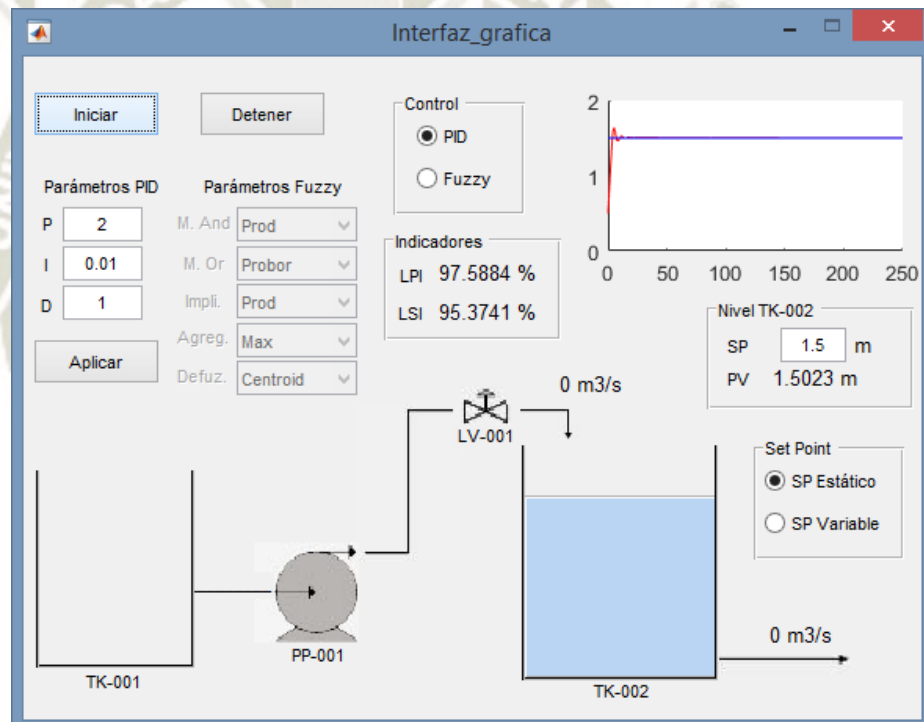 Interfaz_grafica
Iniciar
Detener
Control
PID
Fuzzy
2
1
0
0 50 100 150 200 250
Parámetros PID
P 2
I 0.01
D 1
Aplicar
Parámetros Fuzzy
M. And Prod
M. Or Probor
Impli. Prod
Agreg. Max
Defuz. Centroid
Indicadores
LPI 97.5884 %
LSI 95.3741 %
Nivel TK-002
SP 1.5 m
PV 1.5023 m
0 m3/s
LV-001
Set Point
SP Estático
SP Variable
PP-001
TK-001
0 m3/s
TK-002